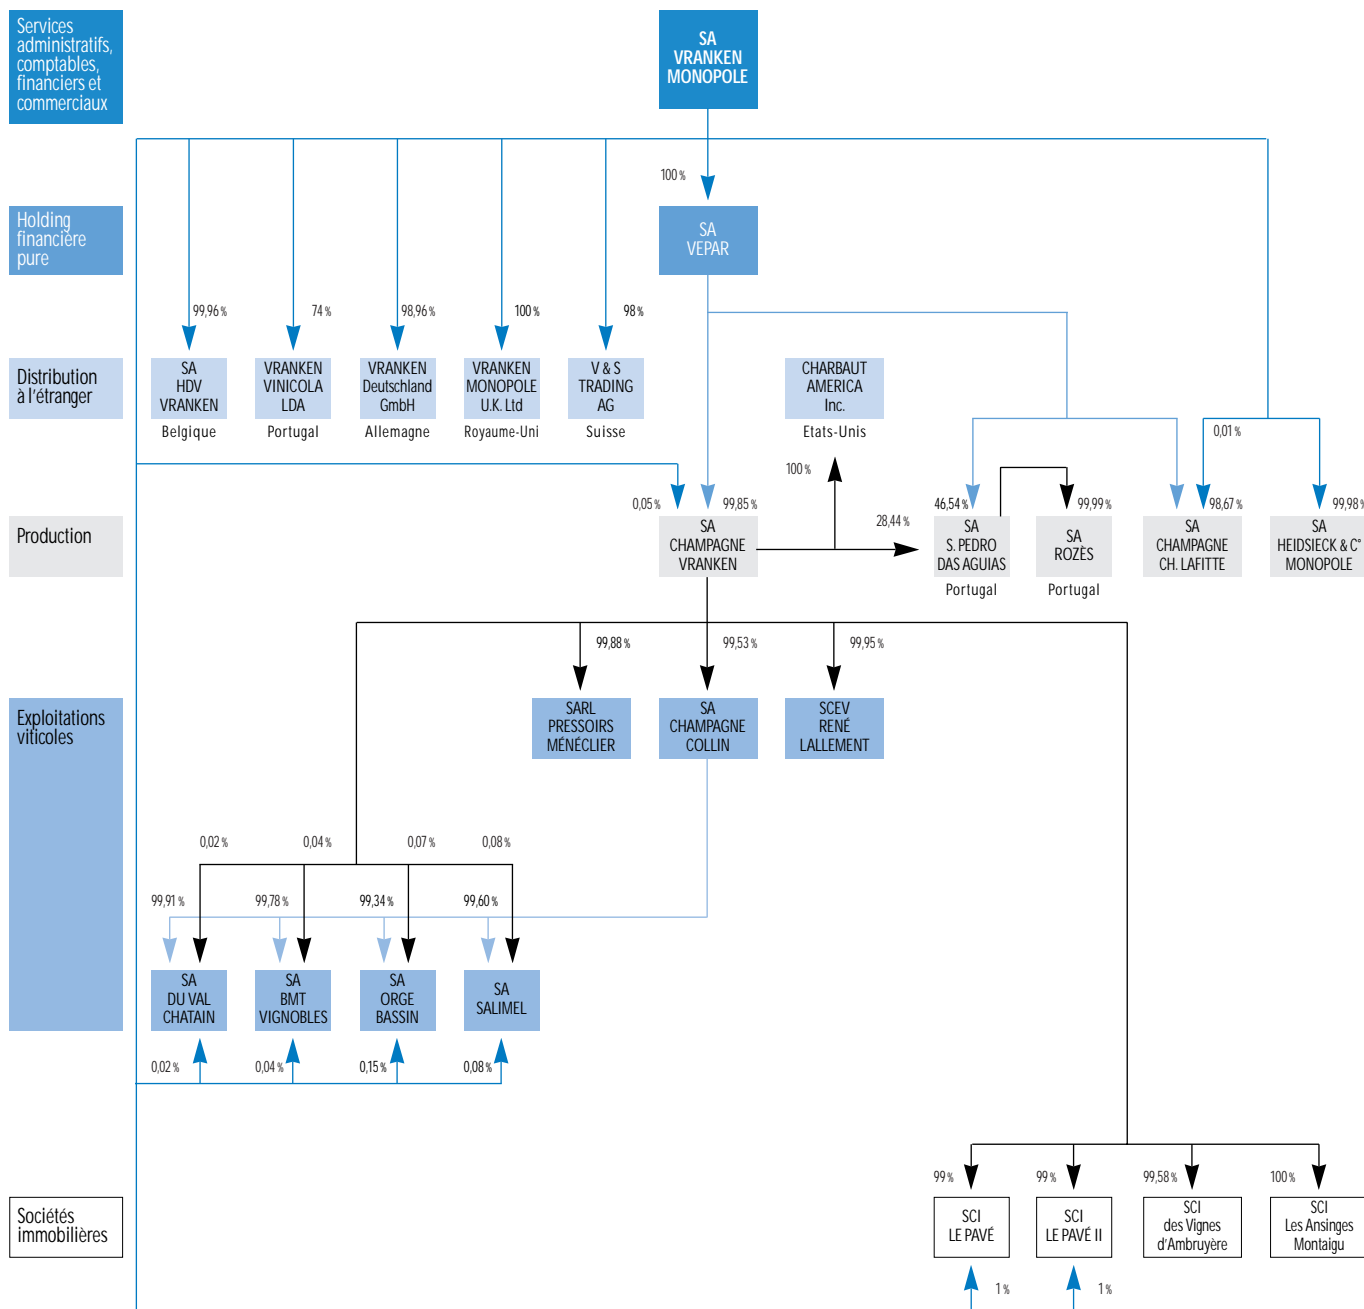 Services
administratifs,
comptables,
financiers et
commerciaux
SA
VRANKEN
MONOPOLE
100 %
Holding
financière
pure
SA
VEPAR
99,96 %
74 %
98,96 %
100 %
98 %
Distribution
à l'étranger
SA
HDV
VRANKEN
Belgique
VRANKEN
VINICOLA
LDA
Portugal
VRANKEN
Deutschland
GmbH
Allemagne
VRANKEN
MONOPOLE
U.K. Ltd
Royaume-Uni
V & S
TRADING
AG
Suisse
CHARBAUT
AMERICA
Inc.
Etats-Unis
0,01 %
100 %
0,05 %
99,85 %
28,44 %
46,54 %
99,99 %
98,67 %
99,98 %
Production
SA
CHAMPAGNE
VRANKEN
SA
S. PEDRO
DAS AGUIAS
Portugal
SA
ROZÈS
Portugal
SA
CHAMPAGNE
CH. LAFITTE
SA
HEIDSIECK & C°
MONOPOLE
99,88 %
99,53 %
99,95 %
Exploitations
viticoles
SARL
PRESSOIRS
MÉNÉCLIER
SA
CHAMPAGNE
COLLIN
SCEV
RENÉ
LALLEMENT
0,02 %
0,04 %
0,07 %
0,08 %
99,91 %
99,78 %
99,34 %
99,60 %
SA
DU VAL
CHATAIN
SA
BMT
VIGNOBLES
SA
ORGE
BASSIN
SA
SALIMEL
0,02 %
0,04 %
0,15 %
0,08 %
99 %
99 %
99,58 %
100 %
Sociétés
immobilières
SCI
LE PAVÉ
SCI
LE PAVÉ II
SCI
des Vignes
d'Ambruyère
SCI
Les Ansinges
Montaigu
1 %
1 %